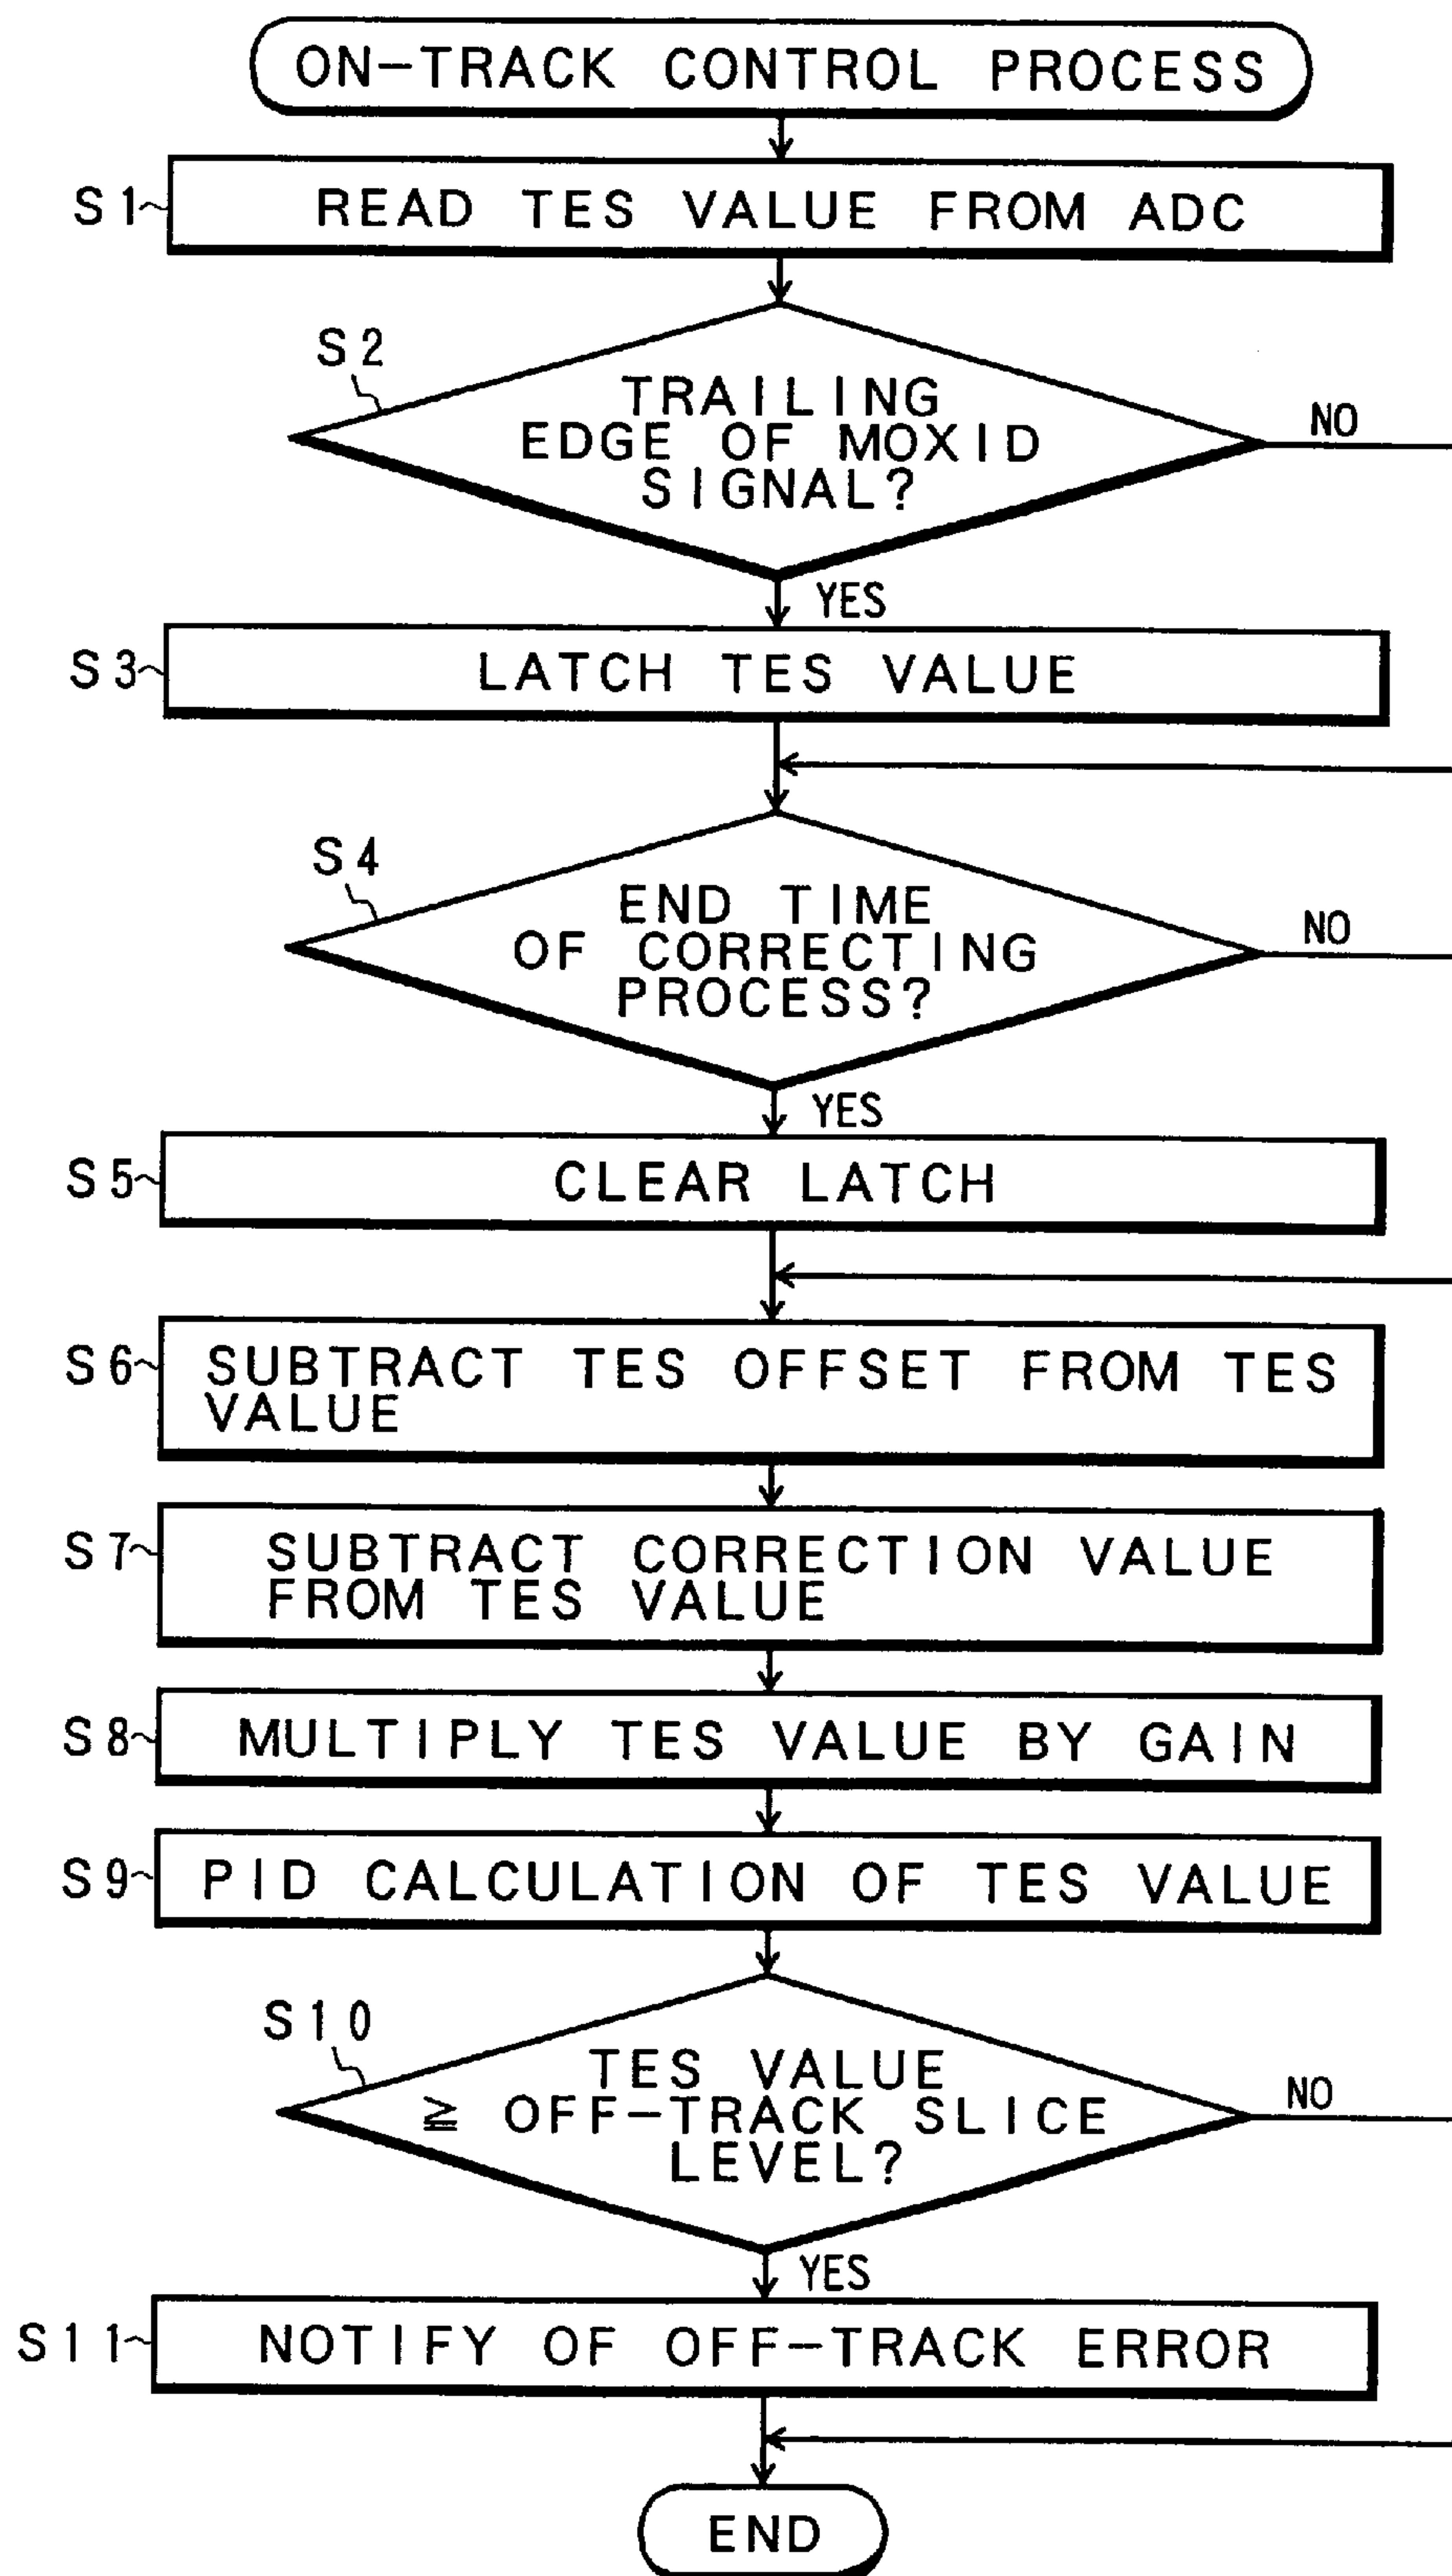 ON-TRACK CONTROL PROCESS
S1
READ TES VALUE FROM ADC
S2
TRAILING
EDGE OF MOXID
SIGNAL?
NO
YES
S3
LATCH TES VALUE
S4
END TIME
OF CORRECTING
PROCESS?
NO
YES
S5
CLEAR LATCH
S6
SUBTRACT TES OFFSET FROM TES
VALUE
S7
SUBTRACT CORRECTION VALUE
FROM TES VALUE
S8
MULTIPLY TES VALUE BY GAIN
S9
PID CALCULATION OF TES VALUE
S10
TES VALUE
≧ OFF-TRACK SLICE
LEVEL?
NO
YES
S11
NOTIFY OF OFF-TRACK ERROR
END